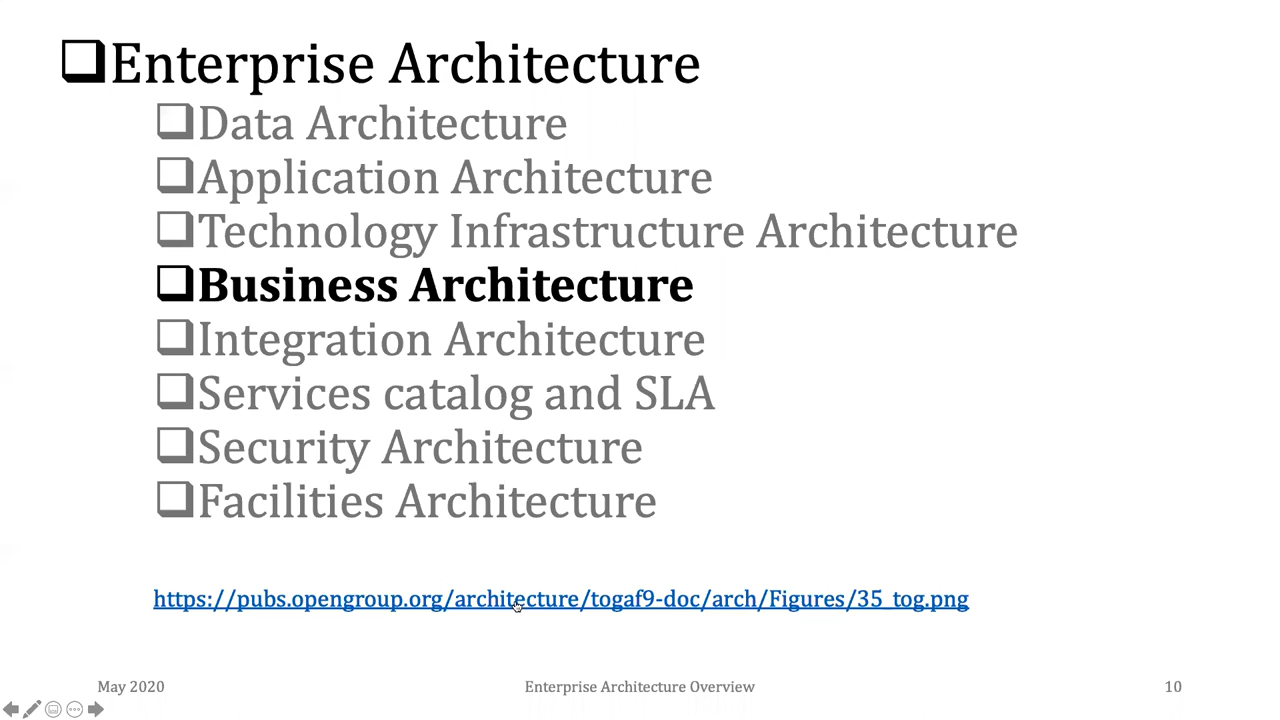 ❑Enterprise Architecture
❑Data Architecture
❑Application Architecture
❑Technology Infrastructure Architecture
❑Business Architecture
❑Integration Architecture
❑Services catalog and SLA
❑Security Architecture
❑Facilities Architecture
https://pubs.opengroup.org/architecture/togaf9-doc/arch/Figures/35_tog.png
May 2020
Enterprise Architecture Overview
10